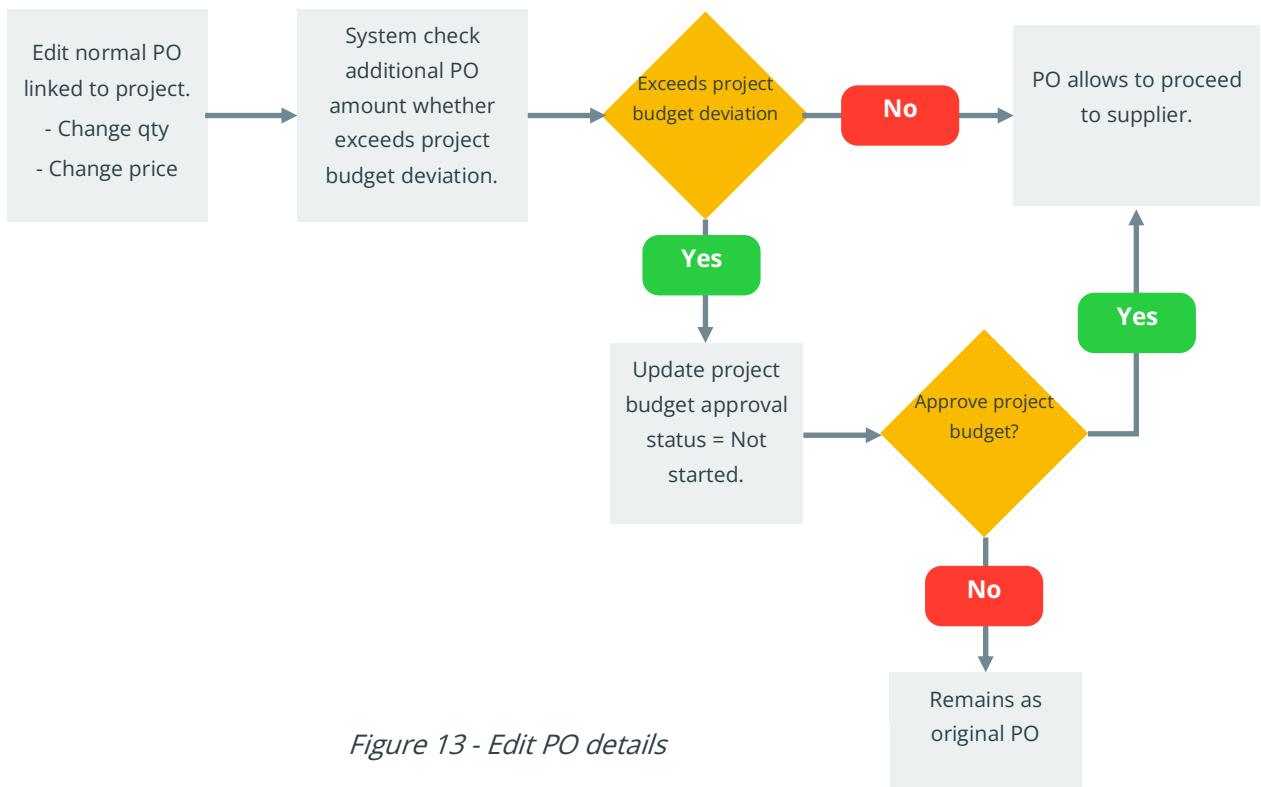 Edit normal PO
linked to project.
- Change qty
- Change price
System check
additional PO
amount whether
exceeds project
budget deviation.
Exceeds project
budget deviation
No
PO allows to proceed
to supplier.
Yes
Update project
budget approval
status = Not
started.
Approve project
budget?
Yes
No
Remains as
original PO
Figure 13 - Edit PO details